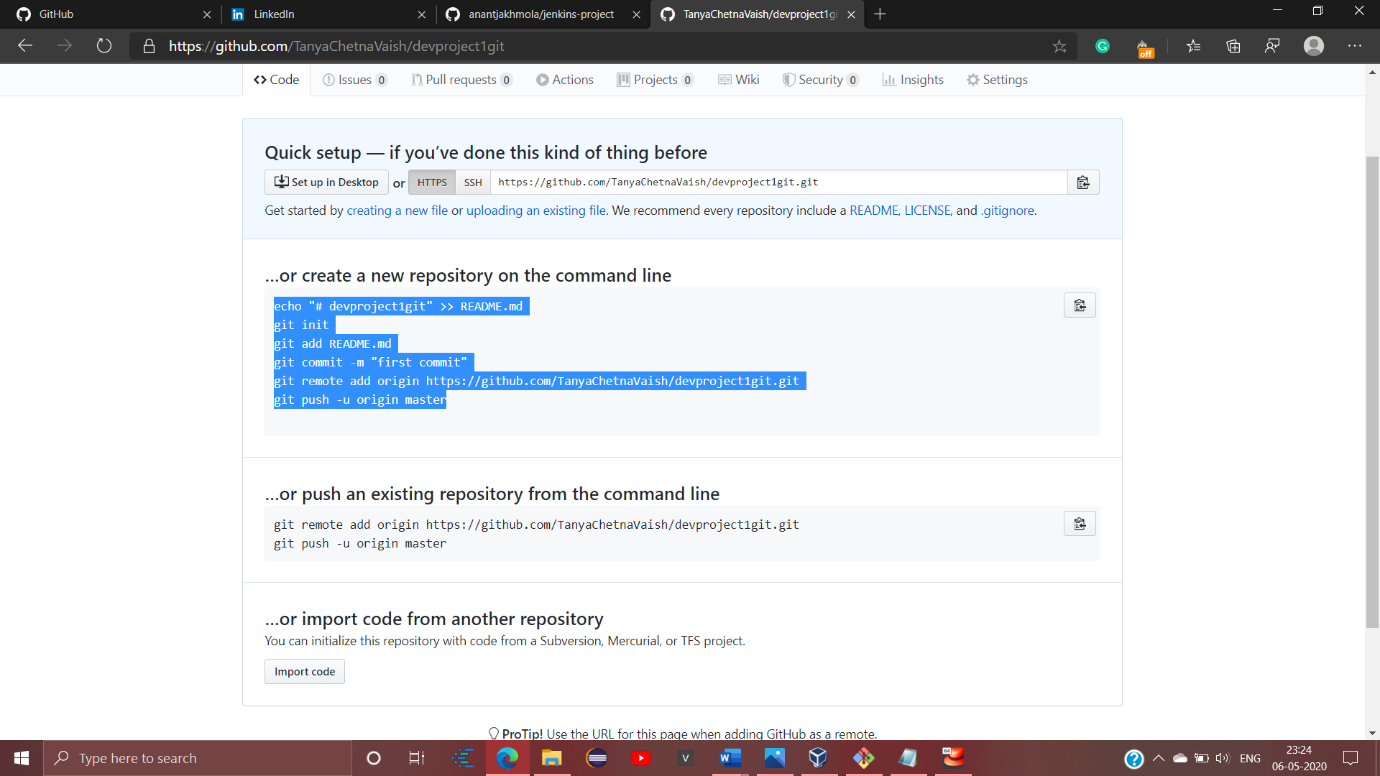 GitHub
LinkedIn
anantjakhmola/jenkins-project
TanyaChetnaVaish/devproject1gi
https://github.com/TanyaChetnaVaish/devproject1git
off
Code
Issues 0
Pull requests 0
Actions
Projects 0
Wiki
Security 0
Insights
Settings
Quick setup — if you’ve done this kind of thing before
Set up in Desktop or HTTPS SSH https://github.com/TanyaChetnaVaish/devproject1git.git
Get started by creating a new file or uploading an existing file. We recommend every repository include a README, LICENSE, and .gitignore.
…or create a new repository on the command line
echo "# devproject1git" >> README.md
git init
git add README.md
git commit -m "first commit"
git remote add origin https://github.com/TanyaChetnaVaish/devproject1git.git
git push -u origin master
…or push an existing repository from the command line
git remote add origin https://github.com/TanyaChetnaVaish/devproject1git.git
git push -u origin master
…or import code from another repository
You can initialize this repository with code from a Subversion, Mercurial, or TFS project.
Import code
ProTip! Use the URL for this page when adding GitHub as a remote.
Type here to search
ENG
23:24
06-05-2020